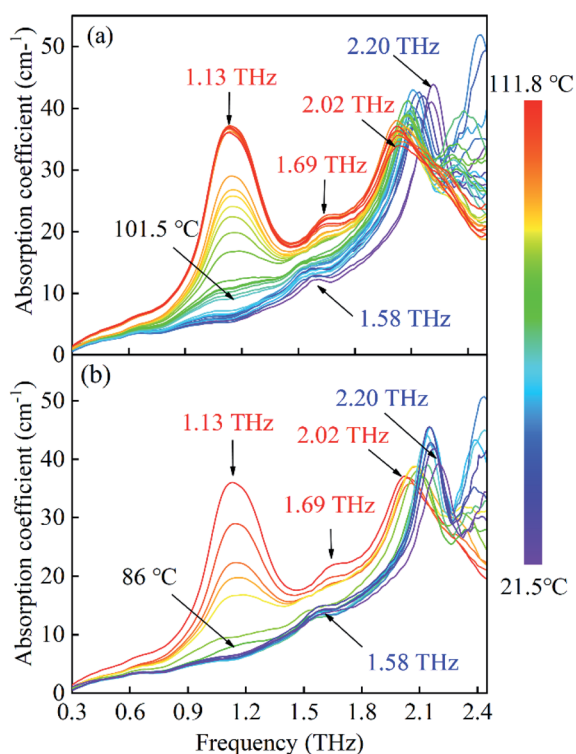 (a)
50
40
30
20
10
0
Absorption coefficient (cm-¹)
1.13 THz
2.20 THz
2.02 THz
1.69 THz
101.5 ℃
1.58 THz
111.8 ℃
21.5℃
(b)
50
40
30
20
10
0
Absorption coefficient (cm⁻¹)
1.13 THz
2.20 THz
2.02 THz
1.69 THz
86 ℃
1.58 THz
0.3 0.9 1.2 1.5 1.8 2.1 2.4
Frequency (THz)